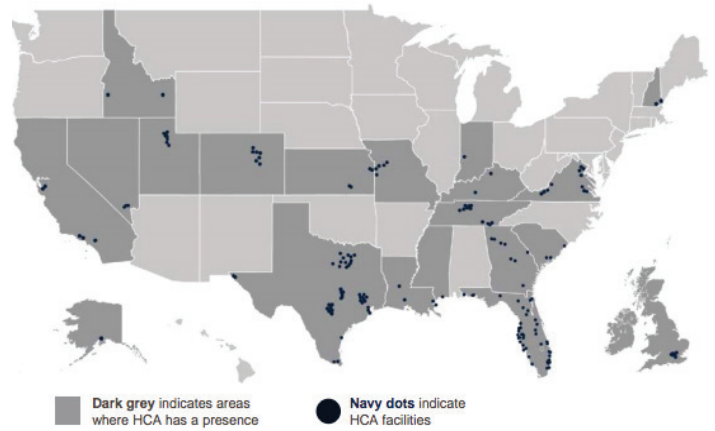 Dark grey indicates areas
where HCA has a presence
Navy dots indicate
HCA facilities